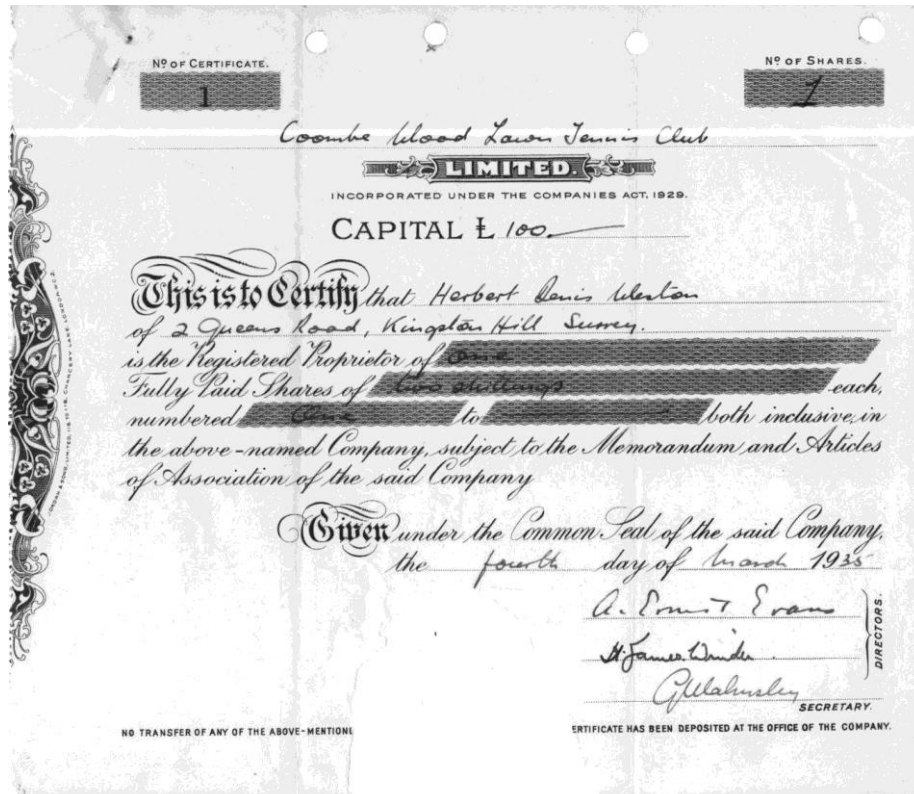 Nº OF CERTIFICATE.
1
Nº OF SHARES.
1
Coombe Wood Lawn Tennis Club
LIMITED.
INCORPORATED UNDER THE COMPANIES ACT, 1929.
CAPITAL £ 100
This is to Certify that Herbert Denis Weston
of 2 Queens Road, Kingston Hill Surrey.
is the Registered Proprietor of One
Fully Paid Shares of two shillings each,
numbered One to both inclusive, in
the above-named Company, subject to the Memorandum and Articles
of Association of the said Company
Given under the Common Seal of the said Company,
the fourth day of March 1935
A. Ernest Evans
H. James Winder
DIRECTORS.
G Walmsley
SECRETARY.
NO TRANSFER OF ANY OF THE ABOVE-MENTION
ERTIFICATE HAS BEEN DEPOSITED AT THE OFFICE OF THE COMPANY.